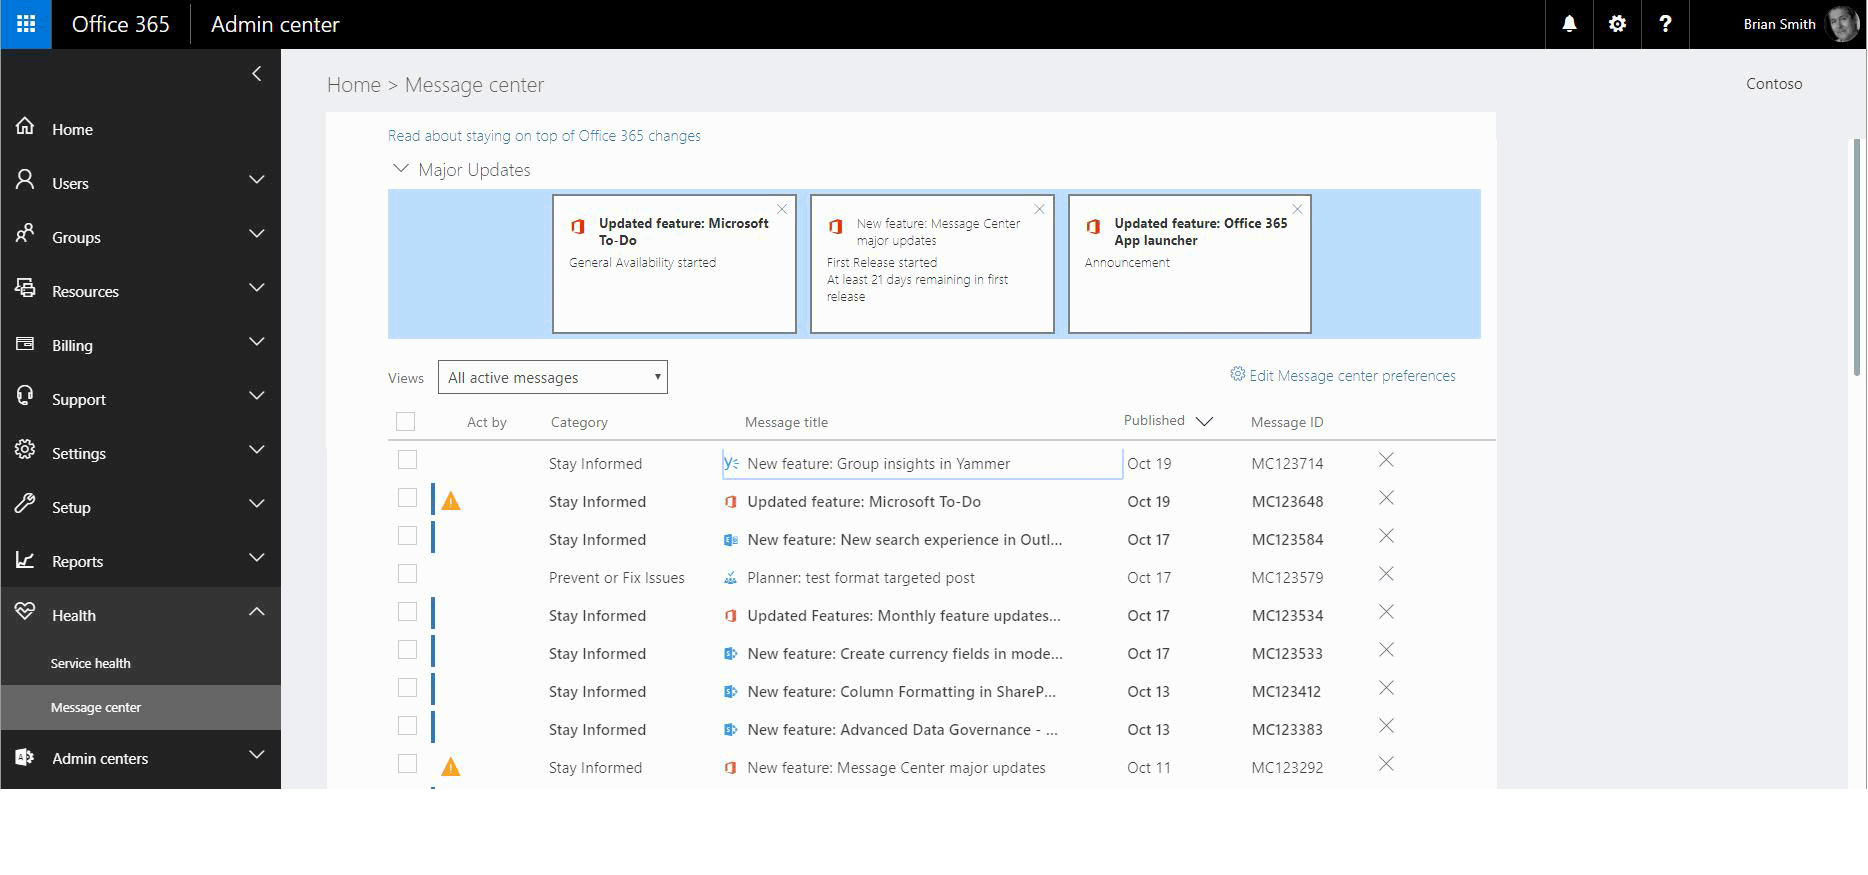 Office 365 Admin center Brian Smith
Home > Message center Contoso
Home
Users
Groups
Resources
Billing
Support
Settings
Setup
Reports
Health
Service health
Message center
Admin centers
Read about staying on top of Office 365 changes
Major Updates
Updated feature: Microsoft
To-Do
General Availability started
New feature: Message Center
major updates
First Release started
At least 21 days remaining in first
release
Updated feature: Office 365
App launcher
Announcement
Views All active messages Edit Message center preferences
Act by Category Message title Published Message ID
Stay Informed New feature: Group insights in Yammer Oct 19 MC123714
Stay Informed Updated feature: Microsoft To-Do Oct 19 MC123648
Stay Informed New feature: New search experience in Outl... Oct 17 MC123584
Prevent or Fix Issues Planner: test format targeted post Oct 17 MC123579
Stay Informed Updated Features: Monthly feature updates... Oct 17 MC123534
Stay Informed New feature: Create currency fields in mode... Oct 17 MC123533
Stay Informed New feature: Column Formatting in ShareP... Oct 13 MC123412
Stay Informed New feature: Advanced Data Governance - ... Oct 13 MC123383
Stay Informed New feature: Message Center major updates Oct 11 MC123292